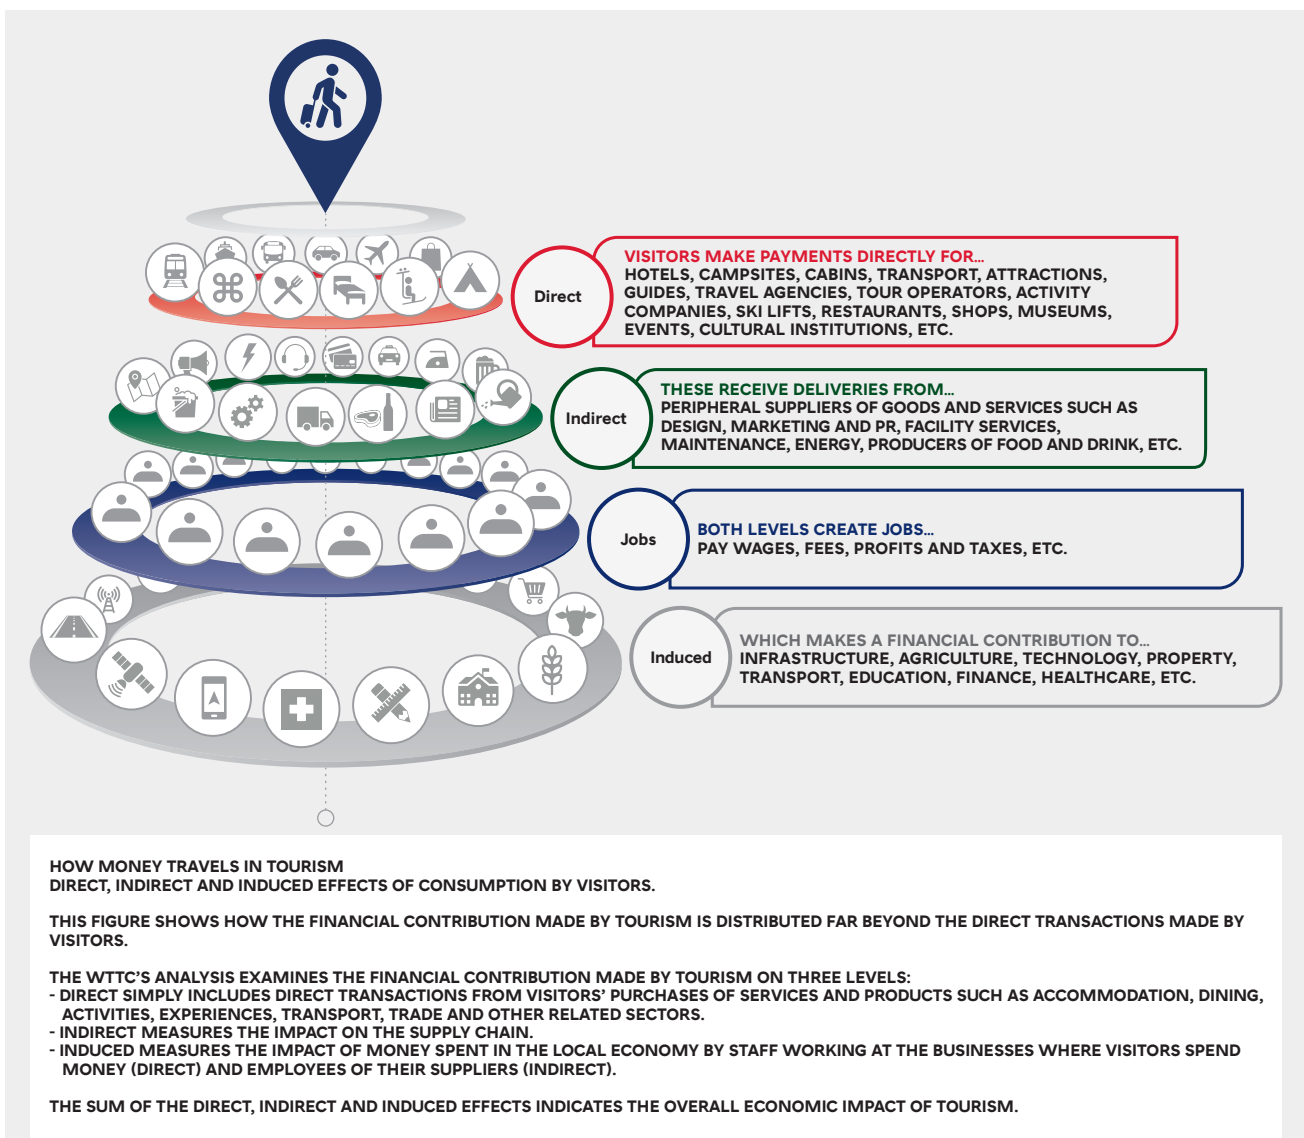 Direct
VISITORS MAKE PAYMENTS DIRECTLY FOR…
HOTELS, CAMPSITES, CABINS, TRANSPORT, ATTRACTIONS,
GUIDES, TRAVEL AGENCIES, TOUR OPERATORS, ACTIVITY
COMPANIES, SKI LIFTS, RESTAURANTS, SHOPS, MUSEUMS,
EVENTS, CULTURAL INSTITUTIONS, ETC.
Indirect
THESE RECEIVE DELIVERIES FROM…
PERIPHERAL SUPPLIERS OF GOODS AND SERVICES SUCH AS
DESIGN, MARKETING AND PR, FACILITY SERVICES,
MAINTENANCE, ENERGY, PRODUCERS OF FOOD AND DRINK, ETC.
Jobs
BOTH LEVELS CREATE JOBS…
PAY WAGES, FEES, PROFITS AND TAXES, ETC.
Induced
WHICH MAKES A FINANCIAL CONTRIBUTION TO…
INFRASTRUCTURE, AGRICULTURE, TECHNOLOGY, PROPERTY,
TRANSPORT, EDUCATION, FINANCE, HEALTHCARE, ETC.
HOW MONEY TRAVELS IN TOURISM
DIRECT, INDIRECT AND INDUCED EFFECTS OF CONSUMPTION BY VISITORS.
THIS FIGURE SHOWS HOW THE FINANCIAL CONTRIBUTION MADE BY TOURISM IS DISTRIBUTED FAR BEYOND THE DIRECT TRANSACTIONS MADE BY
VISITORS.
THE WTTC'S ANALYSIS EXAMINES THE FINANCIAL CONTRIBUTION MADE BY TOURISM ON THREE LEVELS:
- DIRECT SIMPLY INCLUDES DIRECT TRANSACTIONS FROM VISITORS' PURCHASES OF SERVICES AND PRODUCTS SUCH AS ACCOMMODATION, DINING,
ACTIVITIES, EXPERIENCES, TRANSPORT, TRADE AND OTHER RELATED SECTORS.
- INDIRECT MEASURES THE IMPACT ON THE SUPPLY CHAIN.
- INDUCED MEASURES THE IMPACT OF MONEY SPENT IN THE LOCAL ECONOMY BY STAFF WORKING AT THE BUSINESSES WHERE VISITORS SPEND
MONEY (DIRECT) AND EMPLOYEES OF THEIR SUPPLIERS (INDIRECT).
THE SUM OF THE DIRECT, INDIRECT AND INDUCED EFFECTS INDICATES THE OVERALL ECONOMIC IMPACT OF TOURISM.